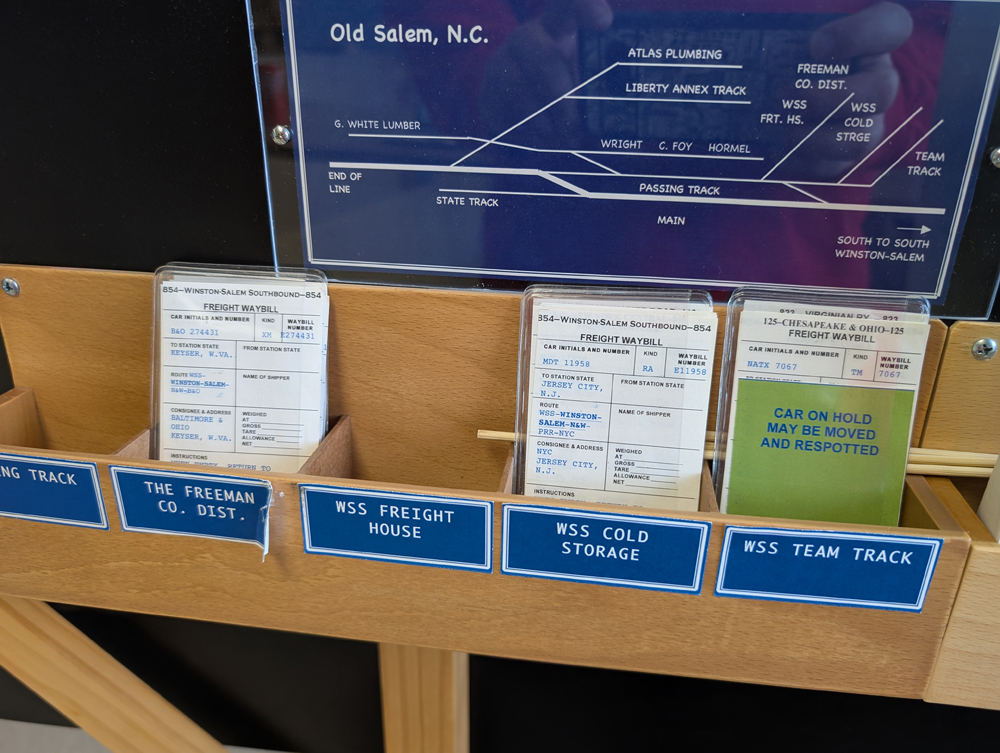 Old Salem, N.C.
ATLAS PLUMBING
LIBERTY ANNEX TRACK
FREEMAN
CO. DIST.
WSS
FRT. HS.
WSS
COLD
STRGE
G. WHITE LUMBER
WRIGHT C. FOY HORMEL
TEAM
TRACK
END OF
LINE
STATE TRACK
PASSING TRACK
MAIN
SOUTH TO SOUTH
WINSTON-SALEM
854—WINSTON-SALEM SOUTHBOUND—854
FREIGHT WAYBILL
CAR INITIALS AND NUMBER KIND WAYBILL NUMBER
B&O 274431 XM E274431
TO STATION STATE FROM STATION STATE
KEYSER, W.VA.
ROUTE WSS-
WINSTON-SALEM-
N&W-B&O
NAME OF SHIPPER
CONSIGNEE & ADDRESS
BALTIMORE &
OHIO
KEYSER, W.VA.
WEIGHED
AT
GROSS
TARE
ALLOWANCE
NET
INSTRUCTIONS
RETURN TO
854—WINSTON-SALEM SOUTHBOUND—854
FREIGHT WAYBILL
CAR INITIALS AND NUMBER KIND WAYBILL NUMBER
MDT 11958 RA E11958
TO STATION STATE FROM STATION STATE
JERSEY CITY,
N.J.
ROUTE
WSS-WINSTON-
SALEM-N&W-
PRR-NYC
NAME OF SHIPPER
CONSIGNEE & ADDRESS
NYC
JERSEY CITY,
N.J.
WEIGHED
AT
GROSS
TARE
ALLOWANCE
NET
INSTRUCTIONS
823 VIRGINIAN RY 823
125—CHESAPEAKE & OHIO—125
FREIGHT WAYBILL
CAR INITIALS AND NUMBER KIND WAYBILL NUMBER
NATX 7067 TM 7067
CAR ON HOLD
MAY BE MOVED
AND RESPOTTED
NG TRACK
THE FREEMAN
CO. DIST.
WSS FREIGHT
HOUSE
WSS COLD
STORAGE
WSS TEAM TRACK